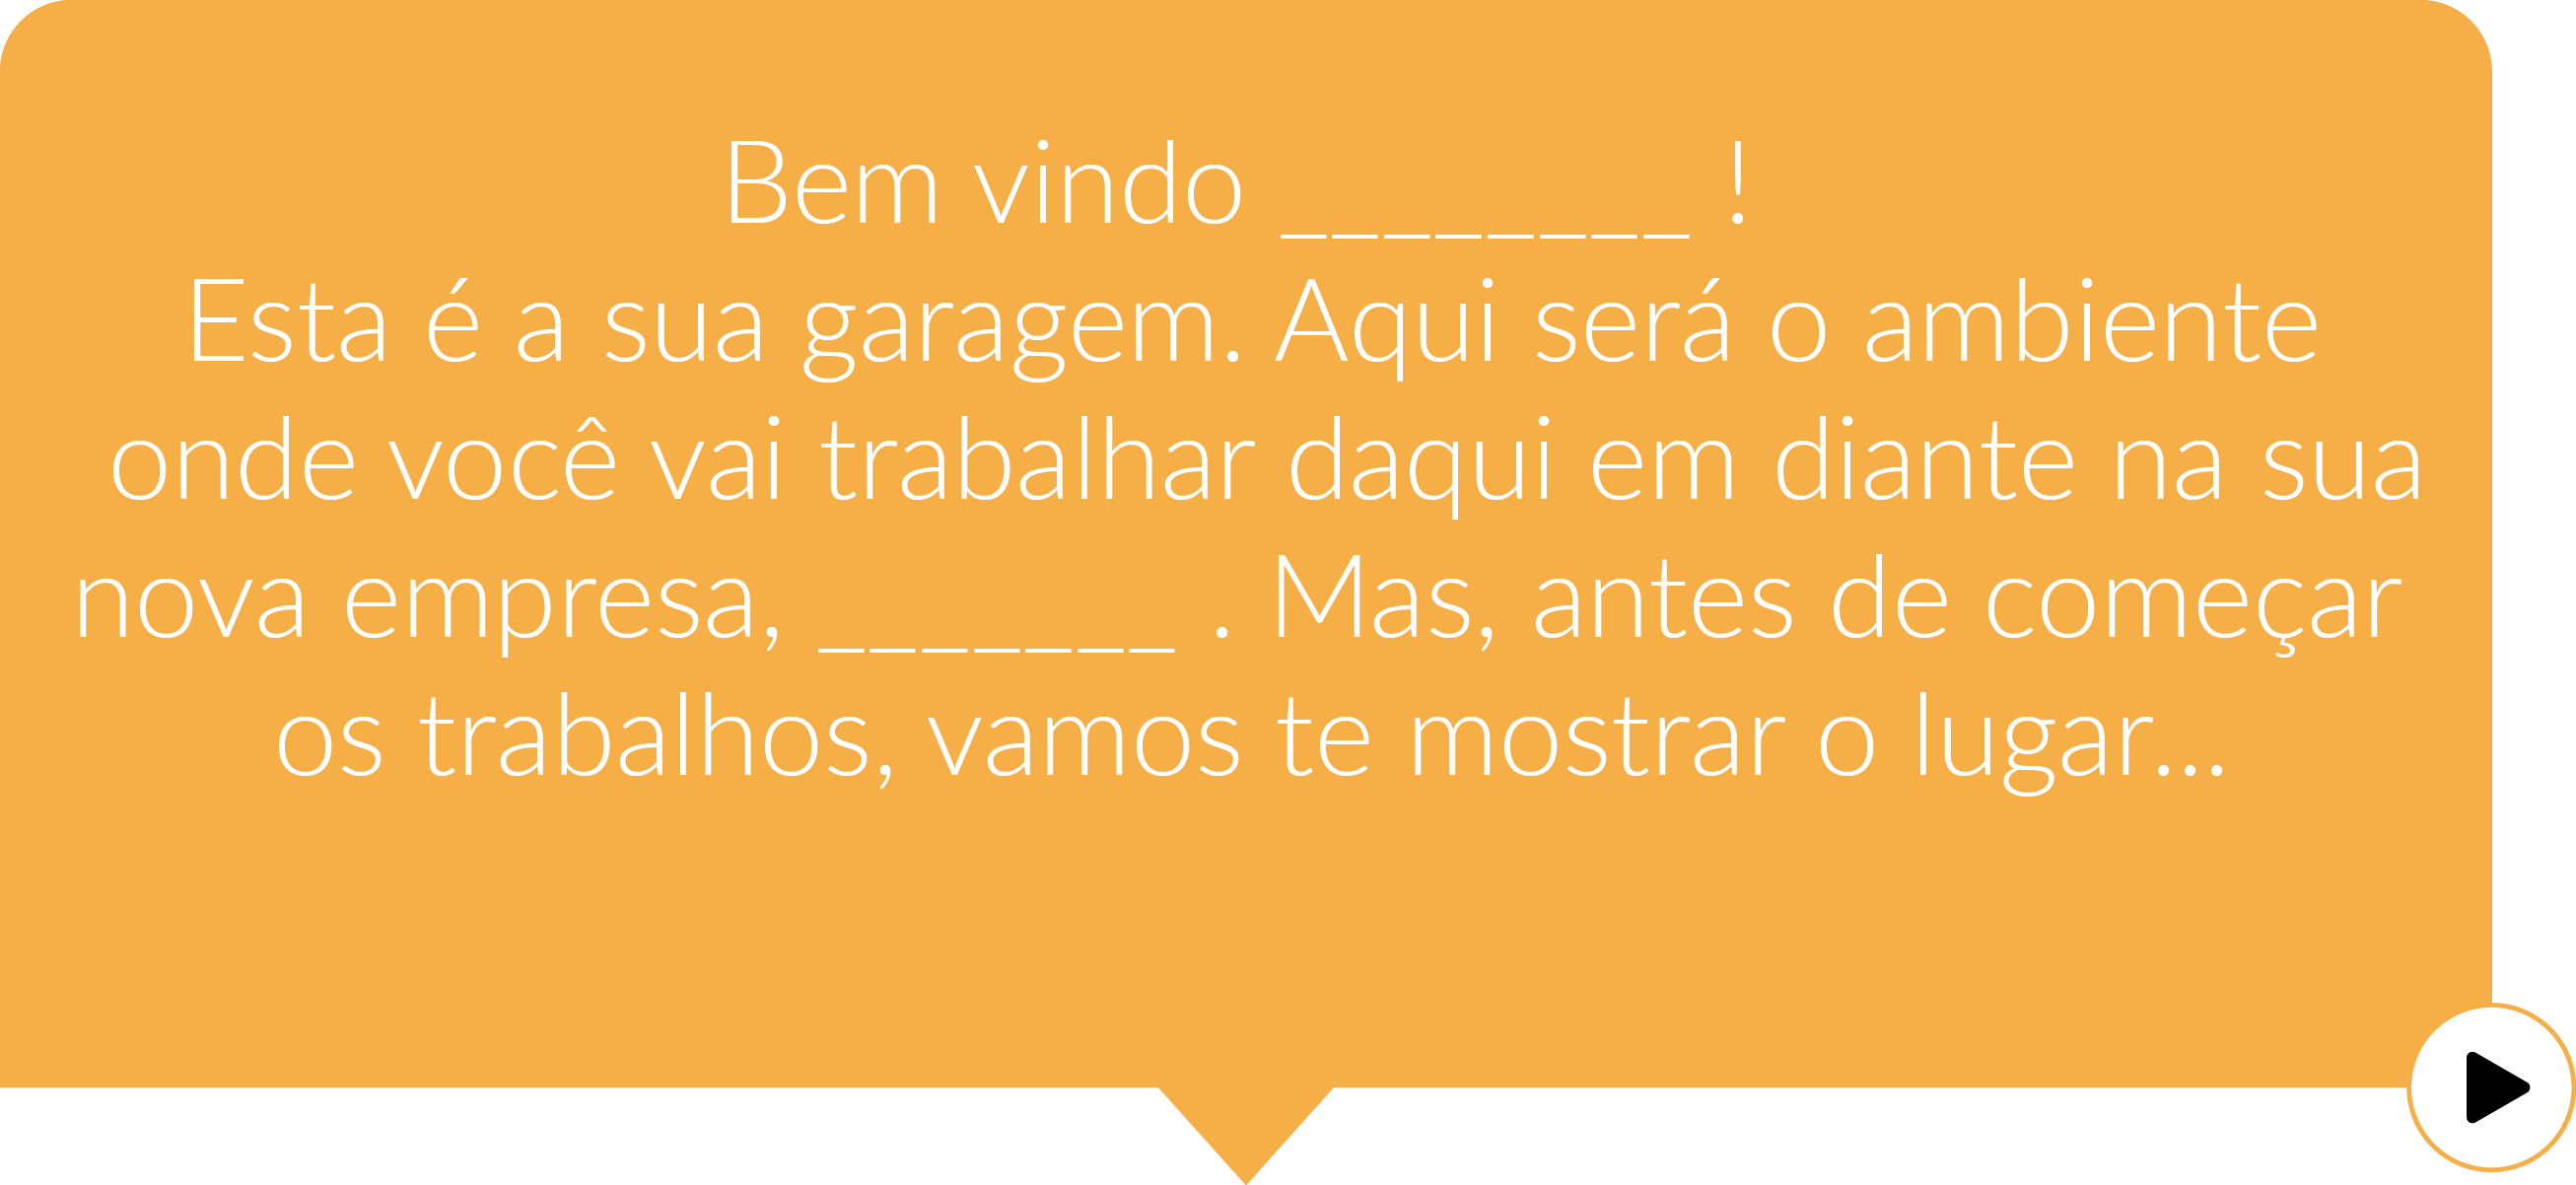 Bem vindo ________ !
Esta é a sua garagem. Aqui será o ambiente
onde você vai trabalhar daqui em diante na sua
nova empresa, _______ . Mas, antes de começar
os trabalhos, vamos te mostrar o lugar...